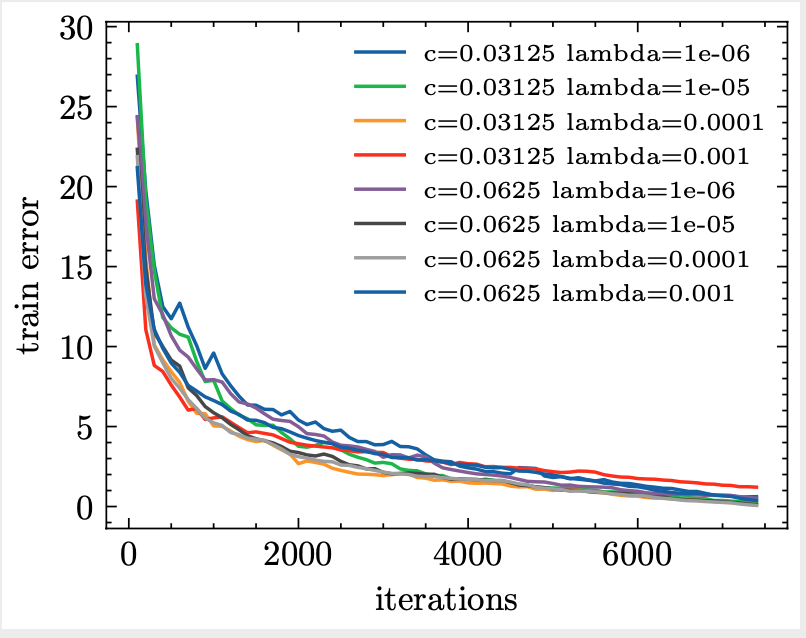 30
25
20
15
10
5
0
train error
c=0.03125 lambda=1e-06
c=0.03125 lambda=1e-05
c=0.03125 lambda=0.0001
c=0.03125 lambda=0.001
c=0.0625 lambda=1e-06
c=0.0625 lambda=1e-05
c=0.0625 lambda=0.0001
c=0.0625 lambda=0.001
0 2000 4000 6000
iterations